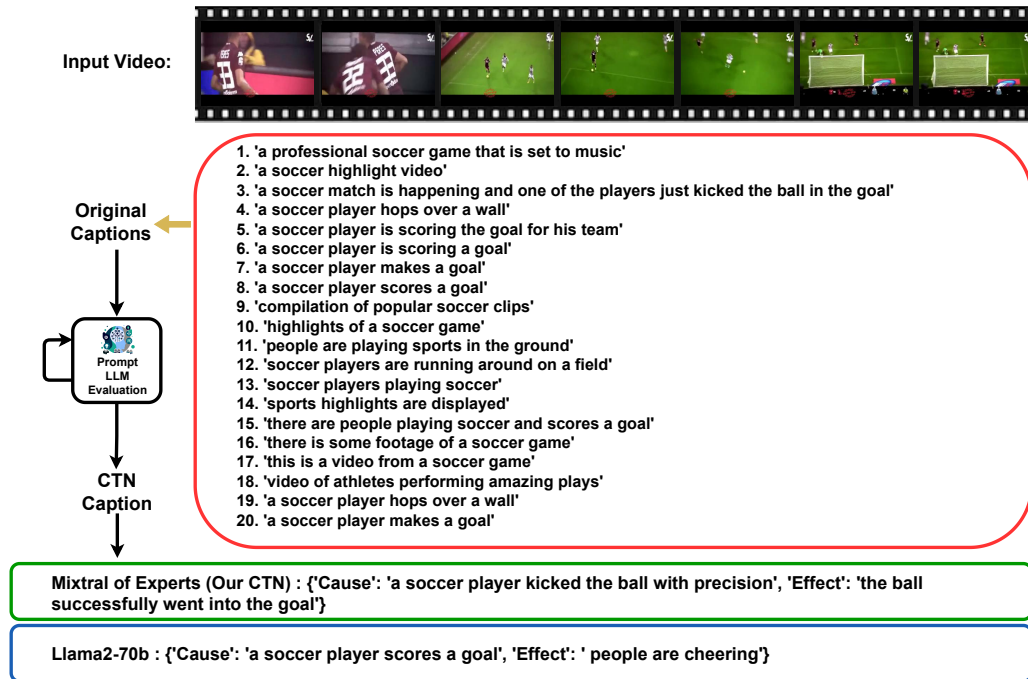 Input Video:
PERES
1. 'a professional soccer game that is set to music'
2. 'a soccer highlight video'
3. 'a soccer match is happening and one of the players just kicked the ball in the goal'
4. 'a soccer player hops over a wall'
5. 'a soccer player is scoring the goal for his team'
6. 'a soccer player is scoring a goal'
7. 'a soccer player makes a goal'
8. 'a soccer player scores a goal'
9. 'compilation of popular soccer clips'
10. 'highlights of a soccer game'
11. 'people are playing sports in the ground'
12. 'soccer players are running around on a field'
13. 'soccer players playing soccer'
14. 'sports highlights are displayed'
15. 'there are people playing soccer and scores a goal'
16. 'there is some footage of a soccer game'
17. 'this is a video from a soccer game'
18. 'video of athletes performing amazing plays'
19. 'a soccer player hops over a wall'
20. 'a soccer player makes a goal'
Original
Captions
Prompt
LLM
Evaluation
CTN
Caption
Mixtral of Experts (Our CTN) : {'Cause': 'a soccer player kicked the ball with precision', 'Effect': 'the ball
successfully went into the goal'}
Llama2-70b : {'Cause': 'a soccer player scores a goal', 'Effect': ' people are cheering'}